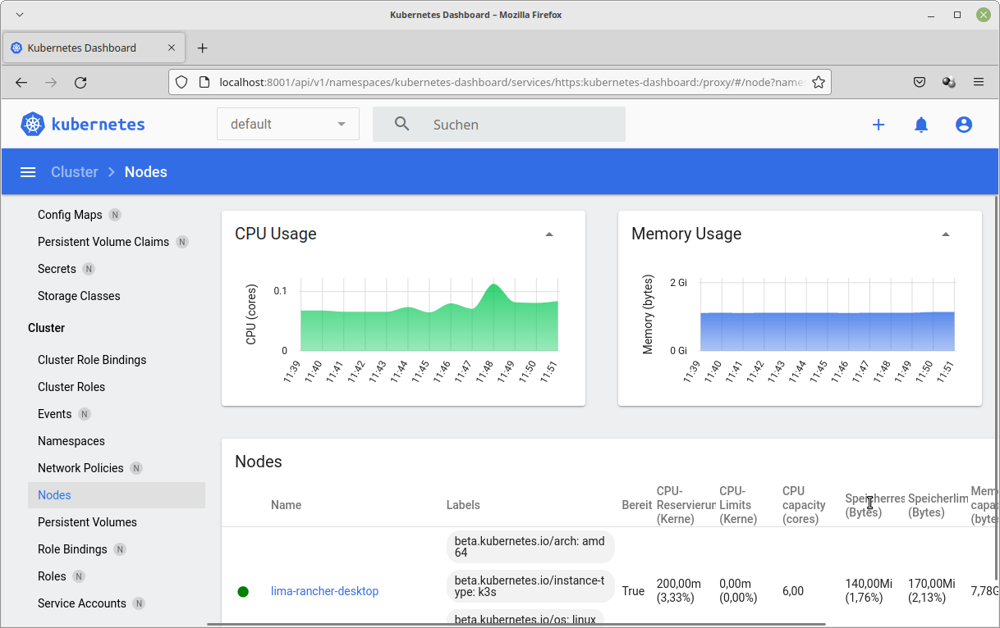 Kubernetes Dashboard – Mozilla Firefox
Kubernetes Dashboard
localhost:8001/api/v1/namespaces/kubernetes-dashboard/services/https:kubernetes-dashboard:/proxy/#/node?name
kubernetes
default
Suchen
Cluster
Nodes
Config Maps N
Persistent Volume Claims N
Secrets N
Storage Classes
Cluster
Cluster Role Bindings
Cluster Roles
Events N
Namespaces
Network Policies N
Nodes
Persistent Volumes
Role Bindings N
Roles N
Service Accounts N
CPU Usage
CPU (cores)
0.1
0
11:39 11:40 11:41 11:42 11:43 11:44 11:45 11:46 11:47 11:48 11:49 11:50 11:51
Memory Usage
Memory (bytes)
2 Gi
0 Gi
11:39 11:40 11:41 11:42 11:43 11:44 11:45 11:46 11:47 11:48 11:49 11:50 11:51
Nodes
Name
Labels
Bereit
CPU-
Reservierun
(Kerne)
CPU-
Limits
(Kerne)
CPU
capacity
(cores)
Speicherres
(Bytes)
Speicherlim
(Bytes)
Mem
capa
(byte
lima-rancher-desktop
beta.kubernetes.io/arch: amd
64
beta.kubernetes.io/instance-t
ype: k3s
beta.kubernetes.io/os: linux
True
200,00m
(3,33%)
0,00m
(0,00%)
6,00
140,00Mi
(1,76%)
170,00Mi
(2,13%)
7,78G